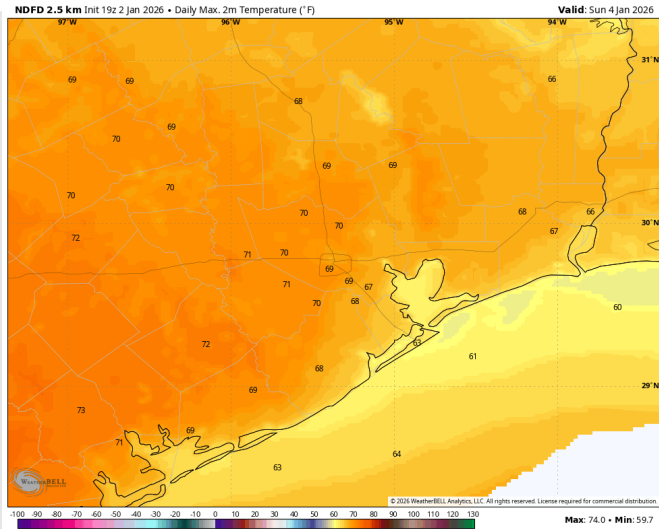 NDFD 2.5 km Init 19z 2 Jan 2026 • Daily Max. 2m Temperature (°F)
Valid: Sun 4 Jan 2026
97°W 96°W 95°W 94°W
31°N
69 69 66
68
69
70
69 69
70
70
70 68 66
30°N
70 67
72
71 70
69
71 69 67
70 68
60
72 63
61
68
29°N
69
73
69
71
64
63
WEATHERBELL
© 2026 WeatherBELL Analytics, LLC. All rights reserved. License required for commercial distribution.
-100 -90 -80 -70 -60 -50 -40 -30 -20 -10 0 10 20 30 40 50 60 70 80 90 100 110 120 130
Max: 74.0 • Min: 59.7